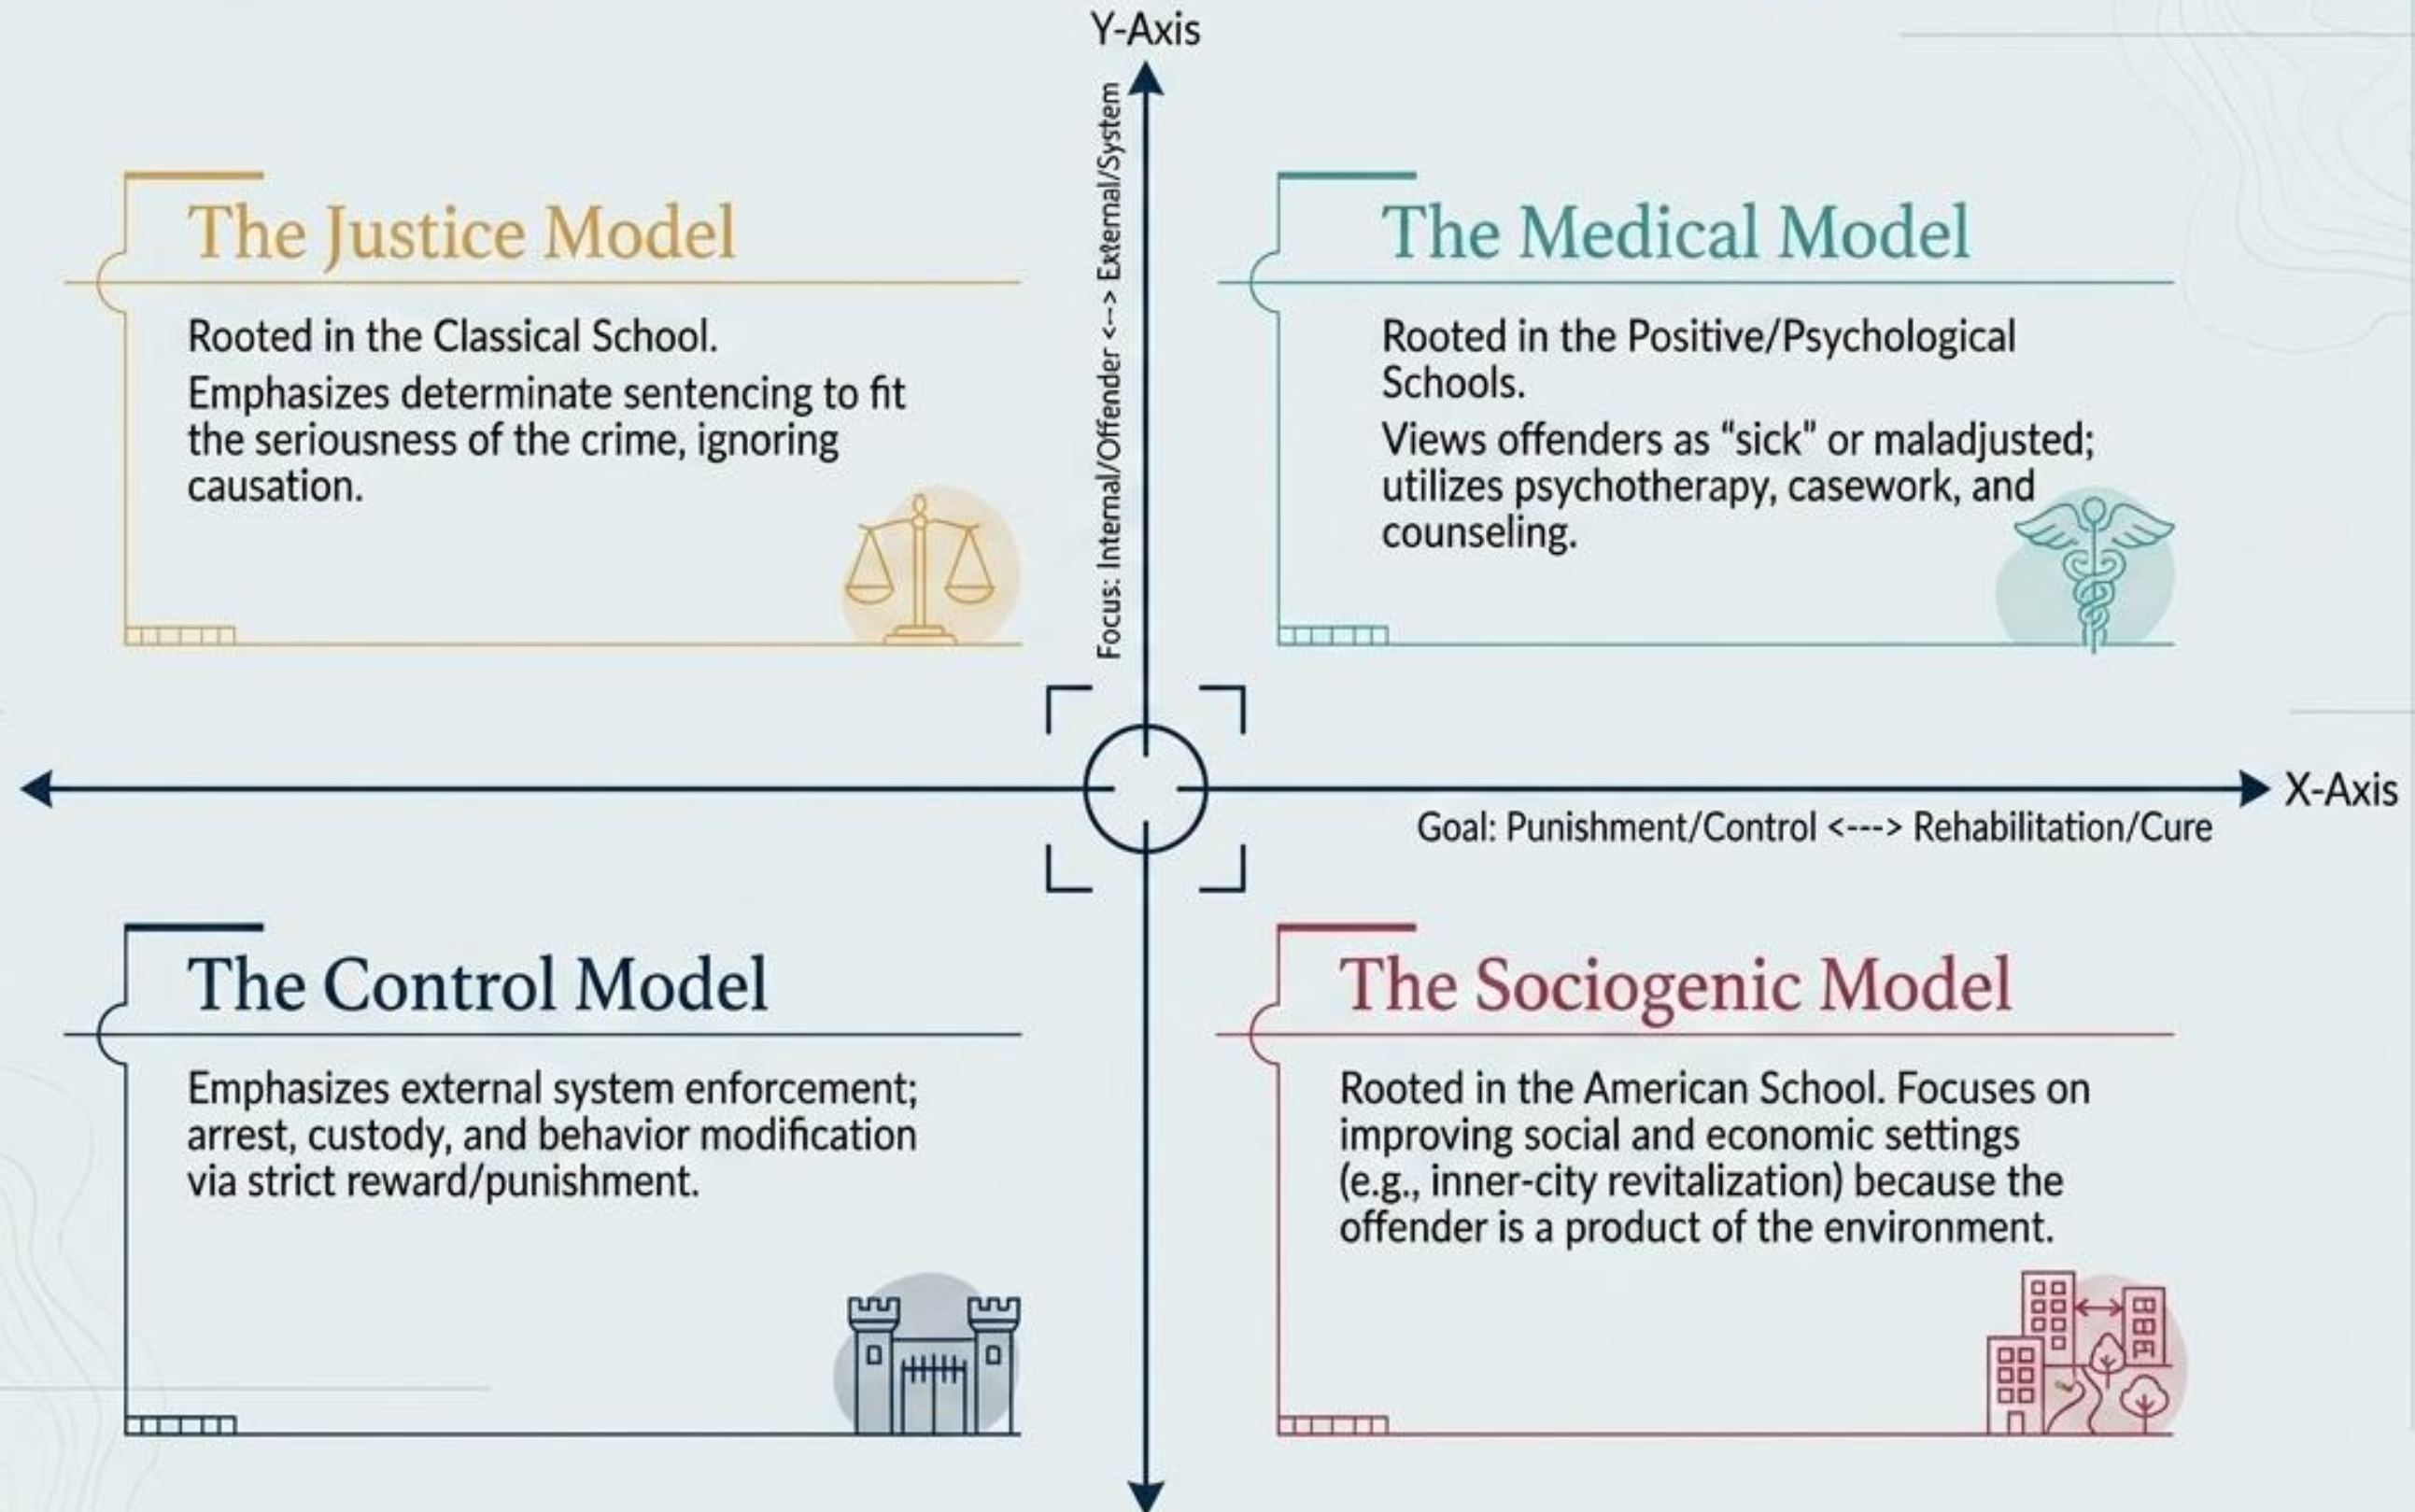 Y-Axis
Focus: Internal/Offender <--> External/System
The Justice Model
Rooted in the Classical School.
Emphasizes determinate sentencing to fit
the seriousness of the crime, ignoring
causation.
The Medical Model
Rooted in the Positive/Psychological
Schools.
Views offenders as “sick” or maladjusted;
utilizes psychotherapy, casework, and
counseling.
X-Axis
Goal: Punishment/Control <---> Rehabilitation/Cure
The Control Model
Emphasizes external system enforcement;
arrest, custody, and behavior modification
via strict reward/punishment.
The Sociogenic Model
Rooted in the American School. Focuses on
improving social and economic settings
(e.g., inner-city revitalization) because the
offender is a product of the environment.